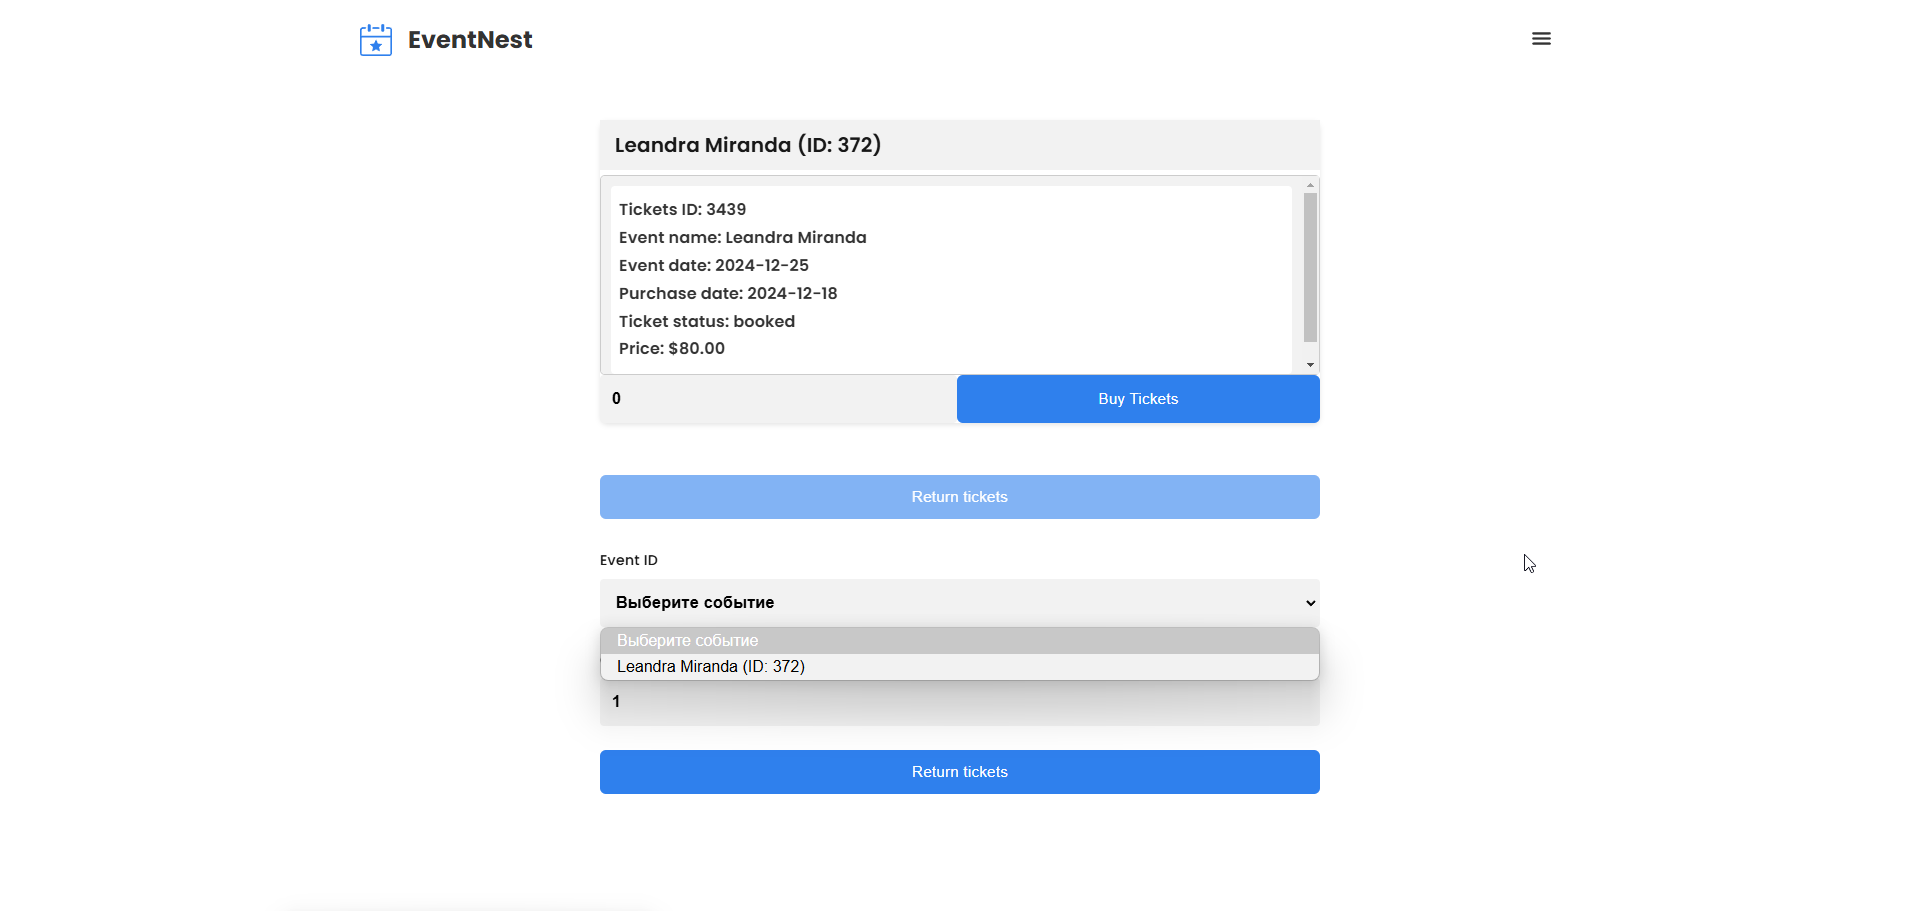 EventNest
Leandra Miranda (ID: 372)
Tickets ID: 3439
Event name: Leandra Miranda
Event date: 2024-12-25
Purchase date: 2024-12-18
Ticket status: booked
Price: $80.00
0
Buy Tickets
Return tickets
Event ID
Выберите событие
Выберите событие
Leandra Miranda (ID: 372)
1
Return tickets